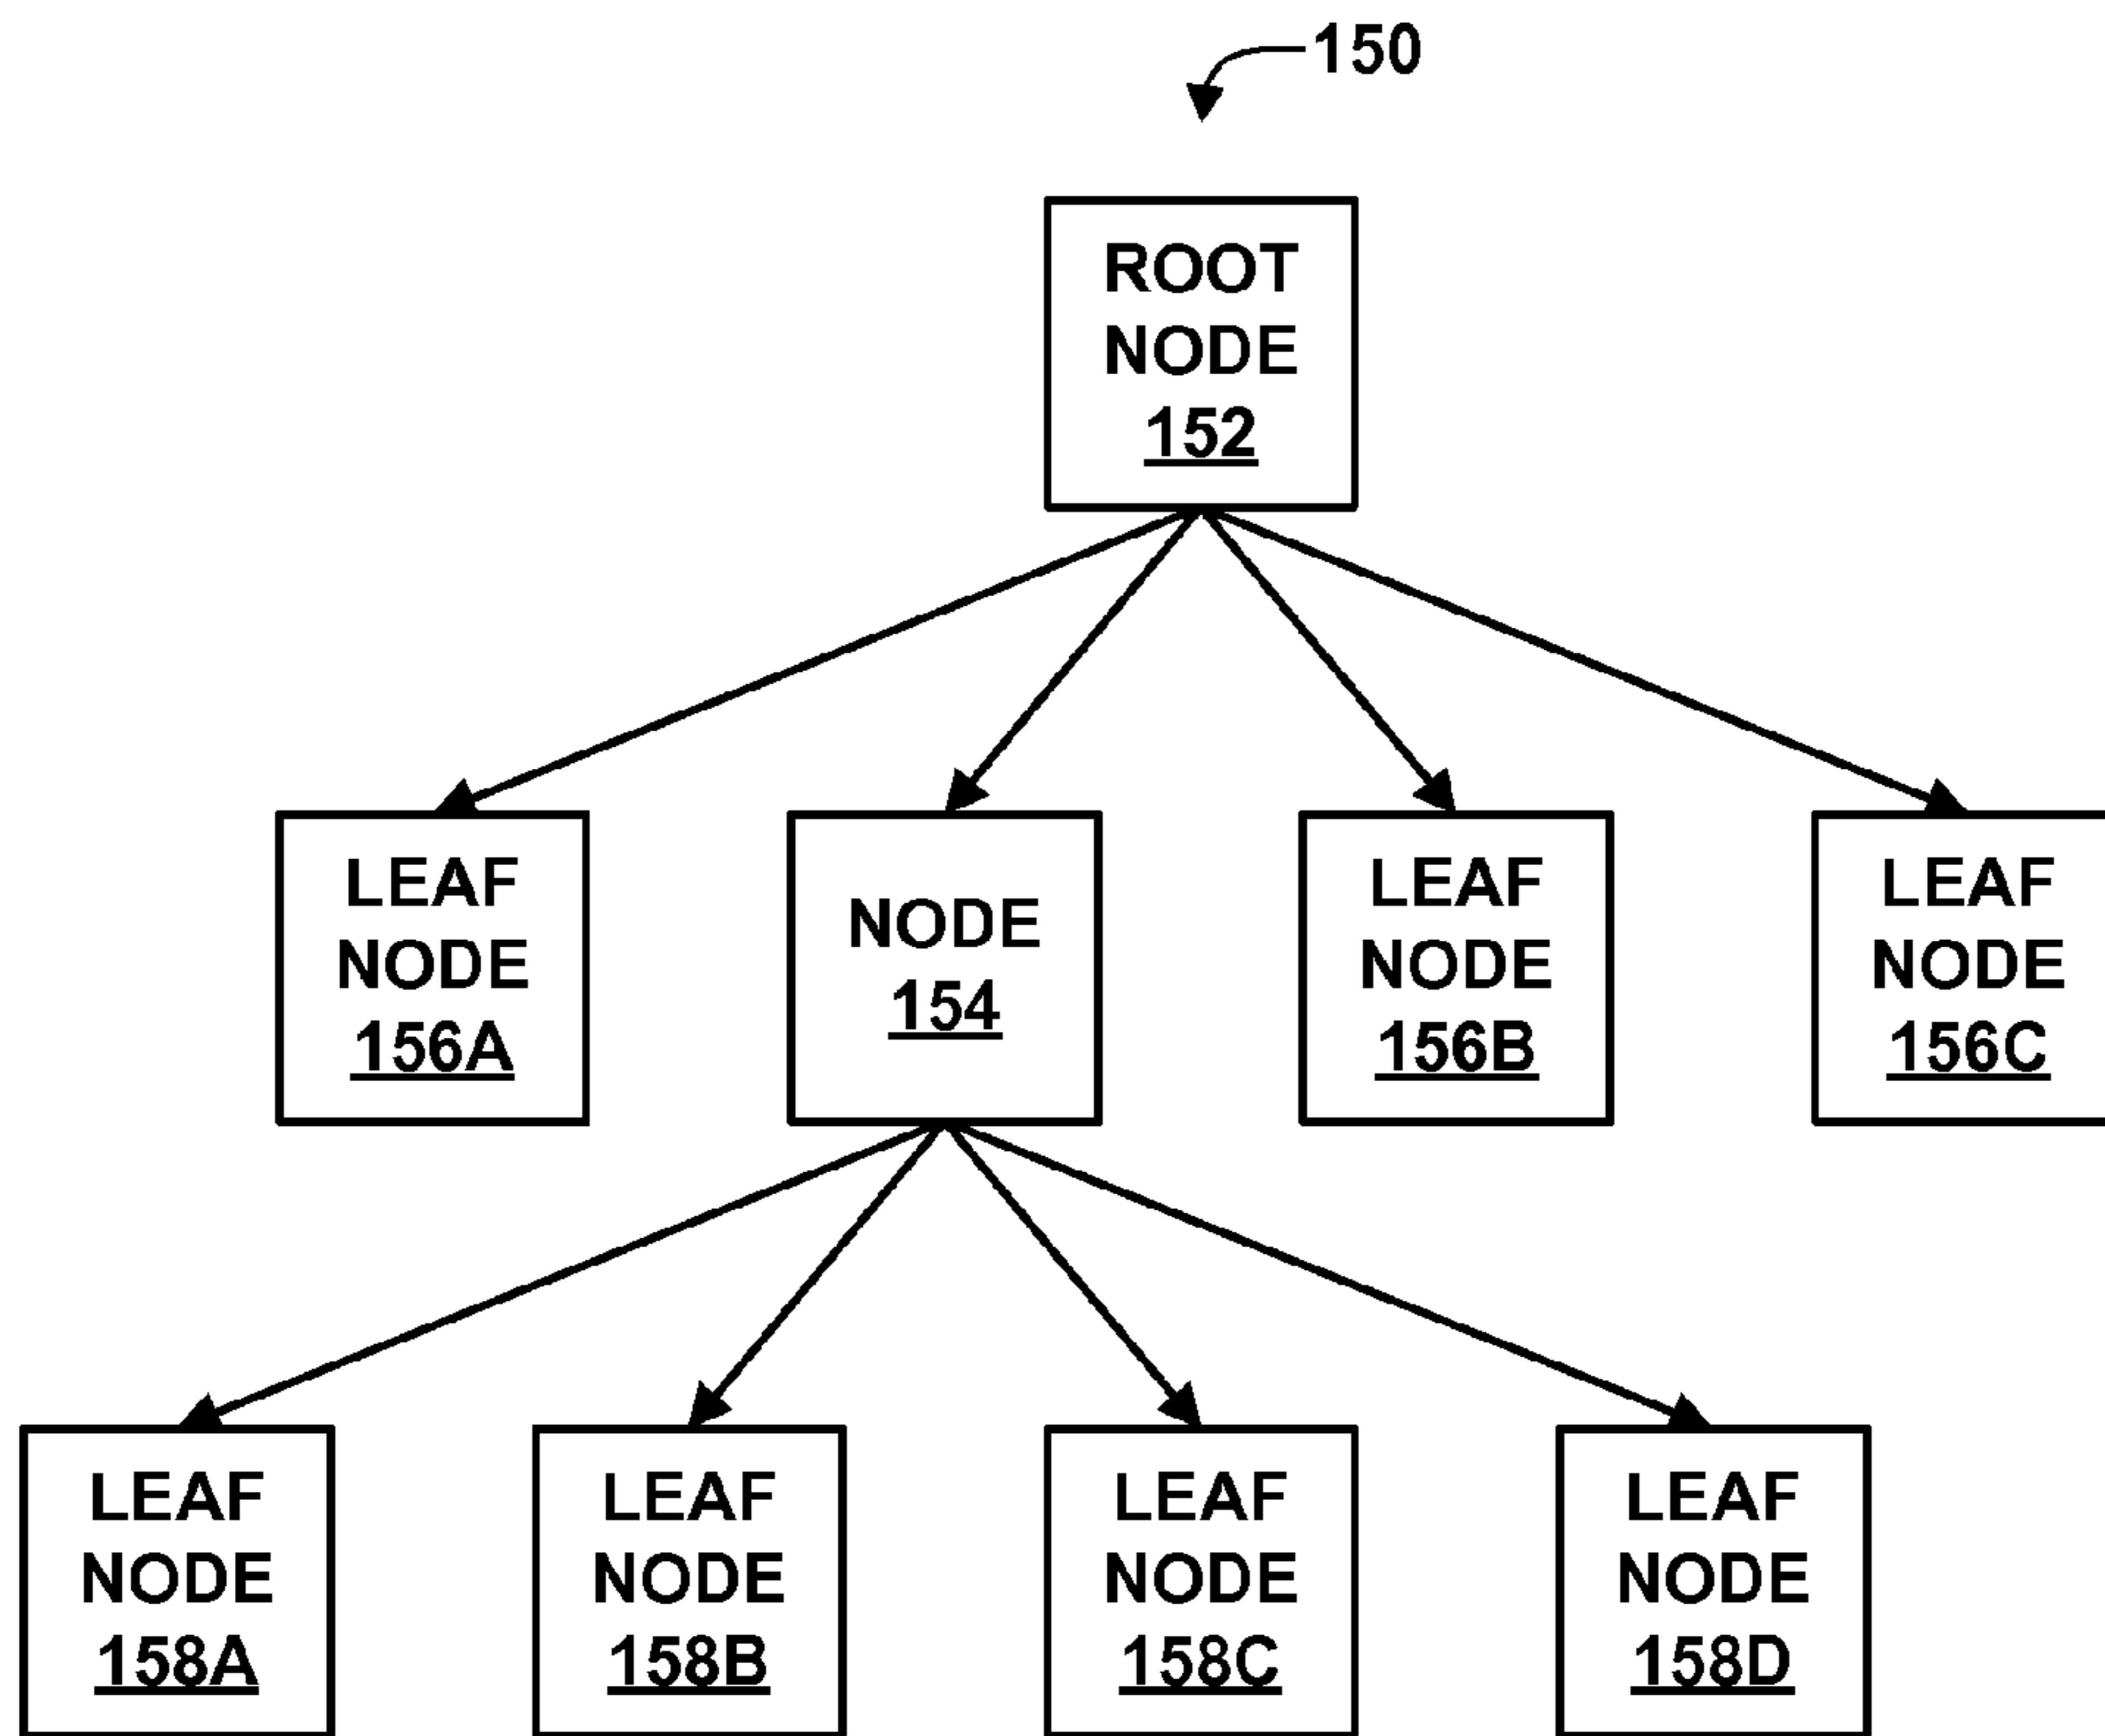 150
ROOT
NODE
152
LEAF
NODE
156A
NODE
154
LEAF
NODE
156B
LEAF
NODE
156C
LEAF
NODE
158A
LEAF
NODE
158B
LEAF
NODE
158C
LEAF
NODE
158D